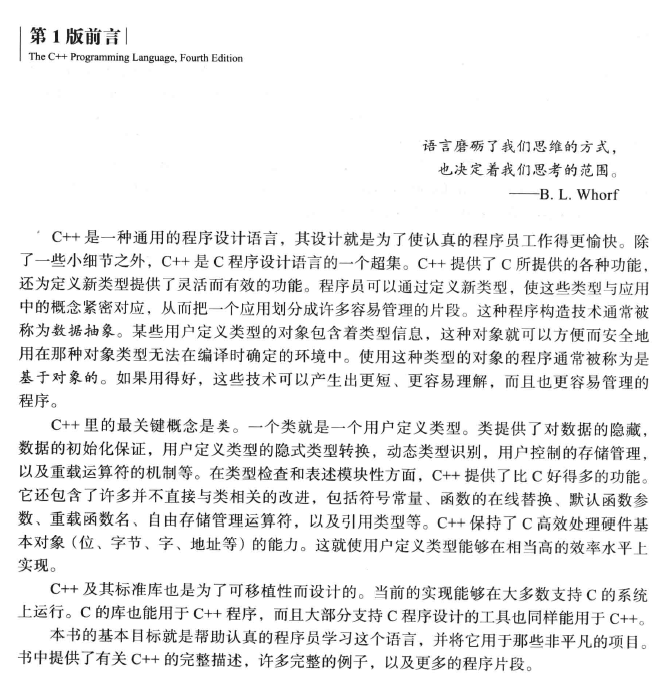 第1版前言
The C++ Programming Language, Fourth Edition
语言磨砺了我们思维的方式，
也决定着我们思考的范围。
——B. L. Whorf
C++ 是一种通用的程序设计语言，其设计就是为了使认真的程序员工作得更愉快。除
了一些小细节之外，C++ 是 C 程序设计语言的一个超集。C++ 提供了 C 所提供的各种功能，
还为定义新类型提供了灵活而有效的功能。程序员可以通过定义新类型，使这些类型与应用
中的概念紧密对应，从而把一个应用划分成许多容易管理的片段。这种程序构造技术通常被
称为数据抽象。某些用户定义类型的对象包含着类型信息，这种对象就可以方便而安全地
用在那种对象类型无法在编译时确定的环境中。使用这种类型的对象的程序通常被称为是
基于对象的。如果用得好，这些技术可以产生出更短、更容易理解，而且也更容易管理的
程序。
C++ 里的最关键概念是类。一个类就是一个用户定义类型。类提供了对数据的隐藏，
数据的初始化保证，用户定义类型的隐式类型转换，动态类型识别，用户控制的存储管理，
以及重载运算符的机制等。在类型检查和表述模块性方面，C++ 提供了比 C 好得多的功能。
它还包含了许多并不直接与类相关的改进，包括符号常量、函数的在线替换、默认函数参
数、重载函数名、自由存储管理运算符，以及引用类型等。C++ 保持了 C 高效处理硬件基
本对象（位、字节、字、地址等）的能力。这就使用户定义类型能够在相当高的效率水平上
实现。
C++ 及其标准库也是为了可移植性而设计的。当前的实现能够在大多数支持 C 的系统
上运行。C 的库也能用于 C++ 程序，而且大部分支持 C 程序设计的工具也同样能用于 C++。
本书的基本目标就是帮助认真的程序员学习这个语言，并将它用于那些非平凡的项目。
书中提供了有关 C++ 的完整描述，许多完整的例子，以及更多的程序片段。